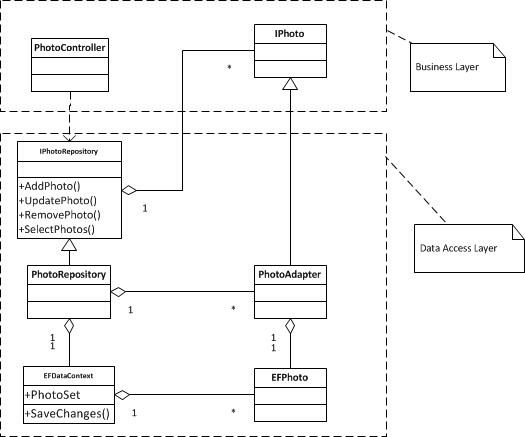 IPhoto
PhotoController
*
Business Layer
IPhotoRepository
+AddPhoto()
+UpdatePhoto()
+RemovePhoto()
+SelectPhotos()
1
Data Access Layer
PhotoRepository
PhotoAdapter
1
*
1
1
1
1
EFDataContext
+PhotoSet
+SaveChanges()
EFPhoto
1
*